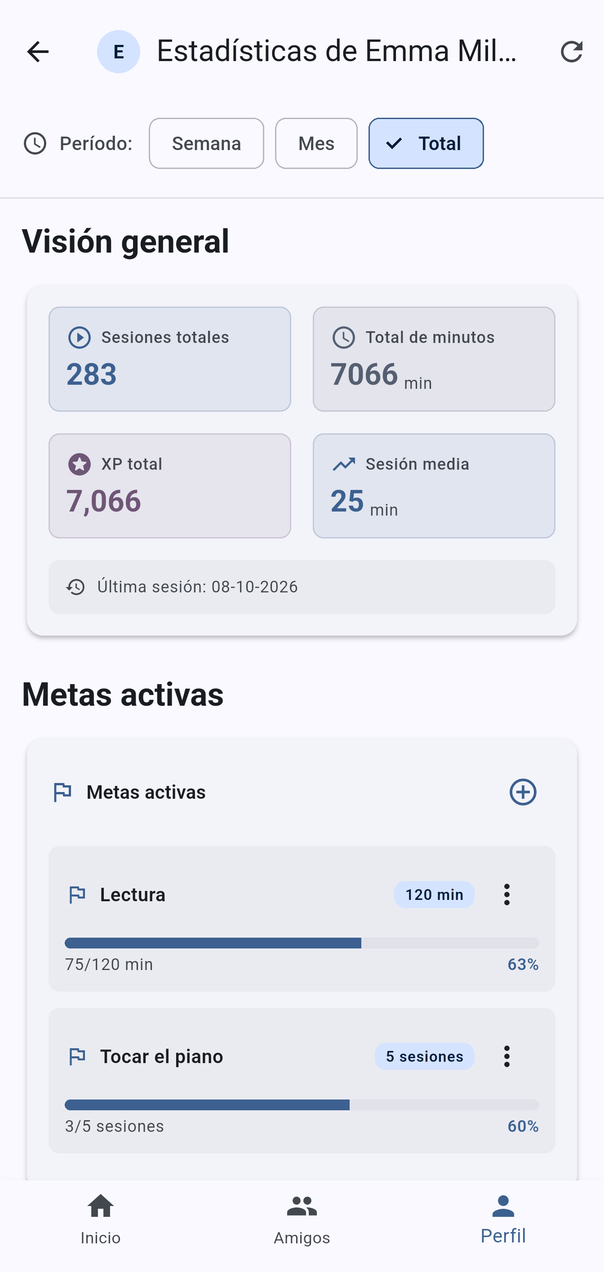 E
Estadísticas de Emma Mil...
Período:
Semana
Mes
Total
Visión general
Sesiones totales
283
Total de minutos
7066 min
XP total
7,066
Sesión media
25 min
Última sesión: 08-10-2026
Metas activas
Metas activas
Lectura
120 min
75/120 min
63%
Tocar el piano
5 sesiones
3/5 sesiones
60%
Inicio
Amigos
Perfil